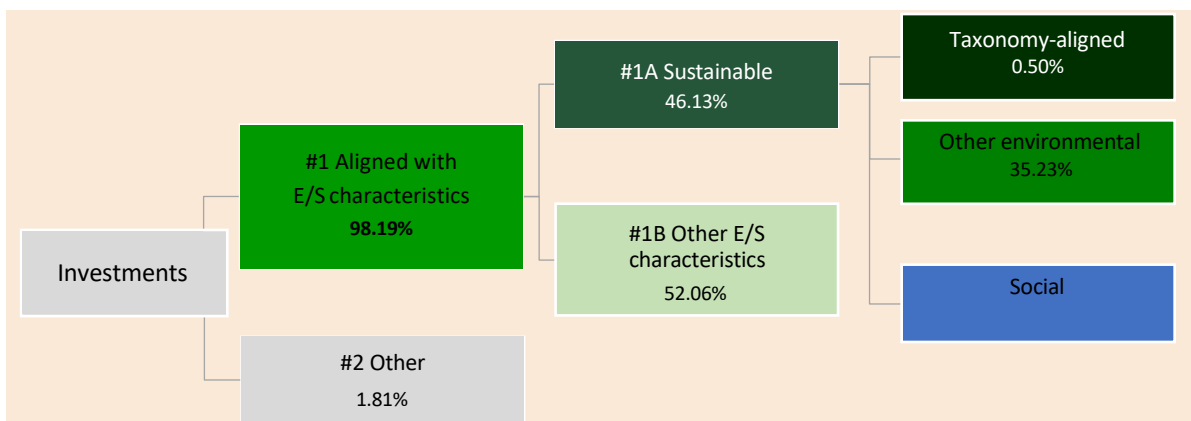 Investments
#1 Aligned with
E/S characteristics
98.19%
#2 Other
1.81%
#1A Sustainable
46.13%
#1B Other E/S
characteristics
52.06%
Taxonomy-aligned
0.50%
Other environmental
35.23%
Social